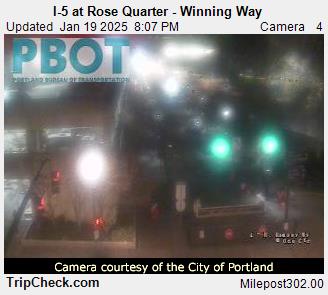 I-5 at Rose Quarter - Winning Way
Updated Jan 19 2025 8:07 PM Camera 4
PBOT
PORTLAND BUREAU OF TRANSPORTATION
Camera courtesy of the City of Portland
TripCheck.com Milepost302.00